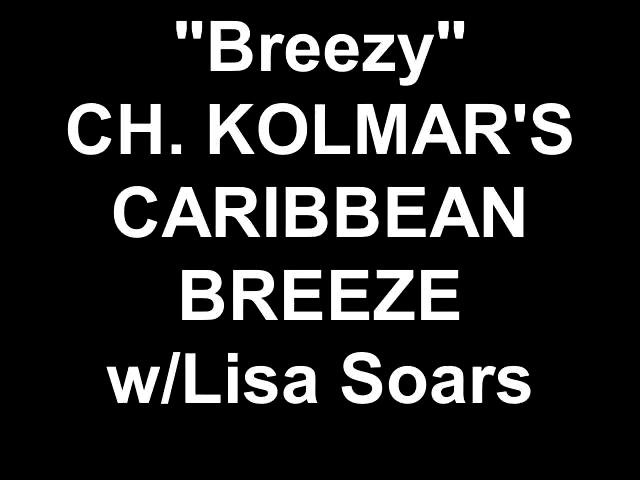 "Breezy"
CH. KOLMAR'S
CARIBBEAN
BREEZE
w/Lisa Soars